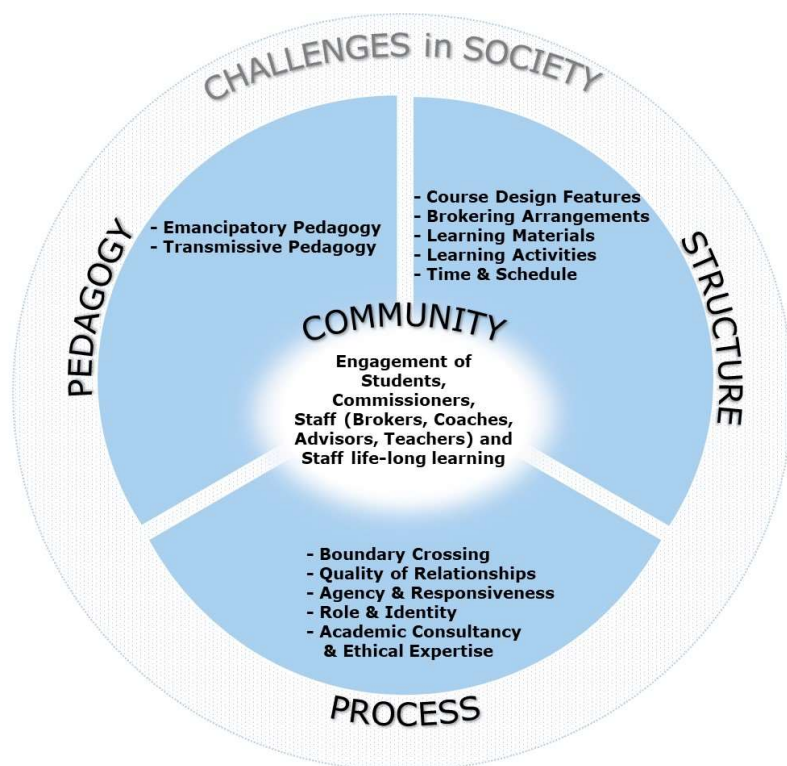 CHALLENGES in SOCIETY
PEDAGOGY
- Emancipatory Pedagogy
- Transmissive Pedagogy
STRUCTURE
- Course Design Features
- Brokering Arrangements
- Learning Materials
- Learning Activities
- Time & Schedule
COMMUNITY
Engagement of
Students,
Commissioners,
Staff (Brokers, Coaches,
Advisors, Teachers) and
Staff life-long learning
- Boundary Crossing
- Quality of Relationships
- Agency & Responsiveness
- Role & Identity
- Academic Consultancy
& Ethical Expertise
PROCESS